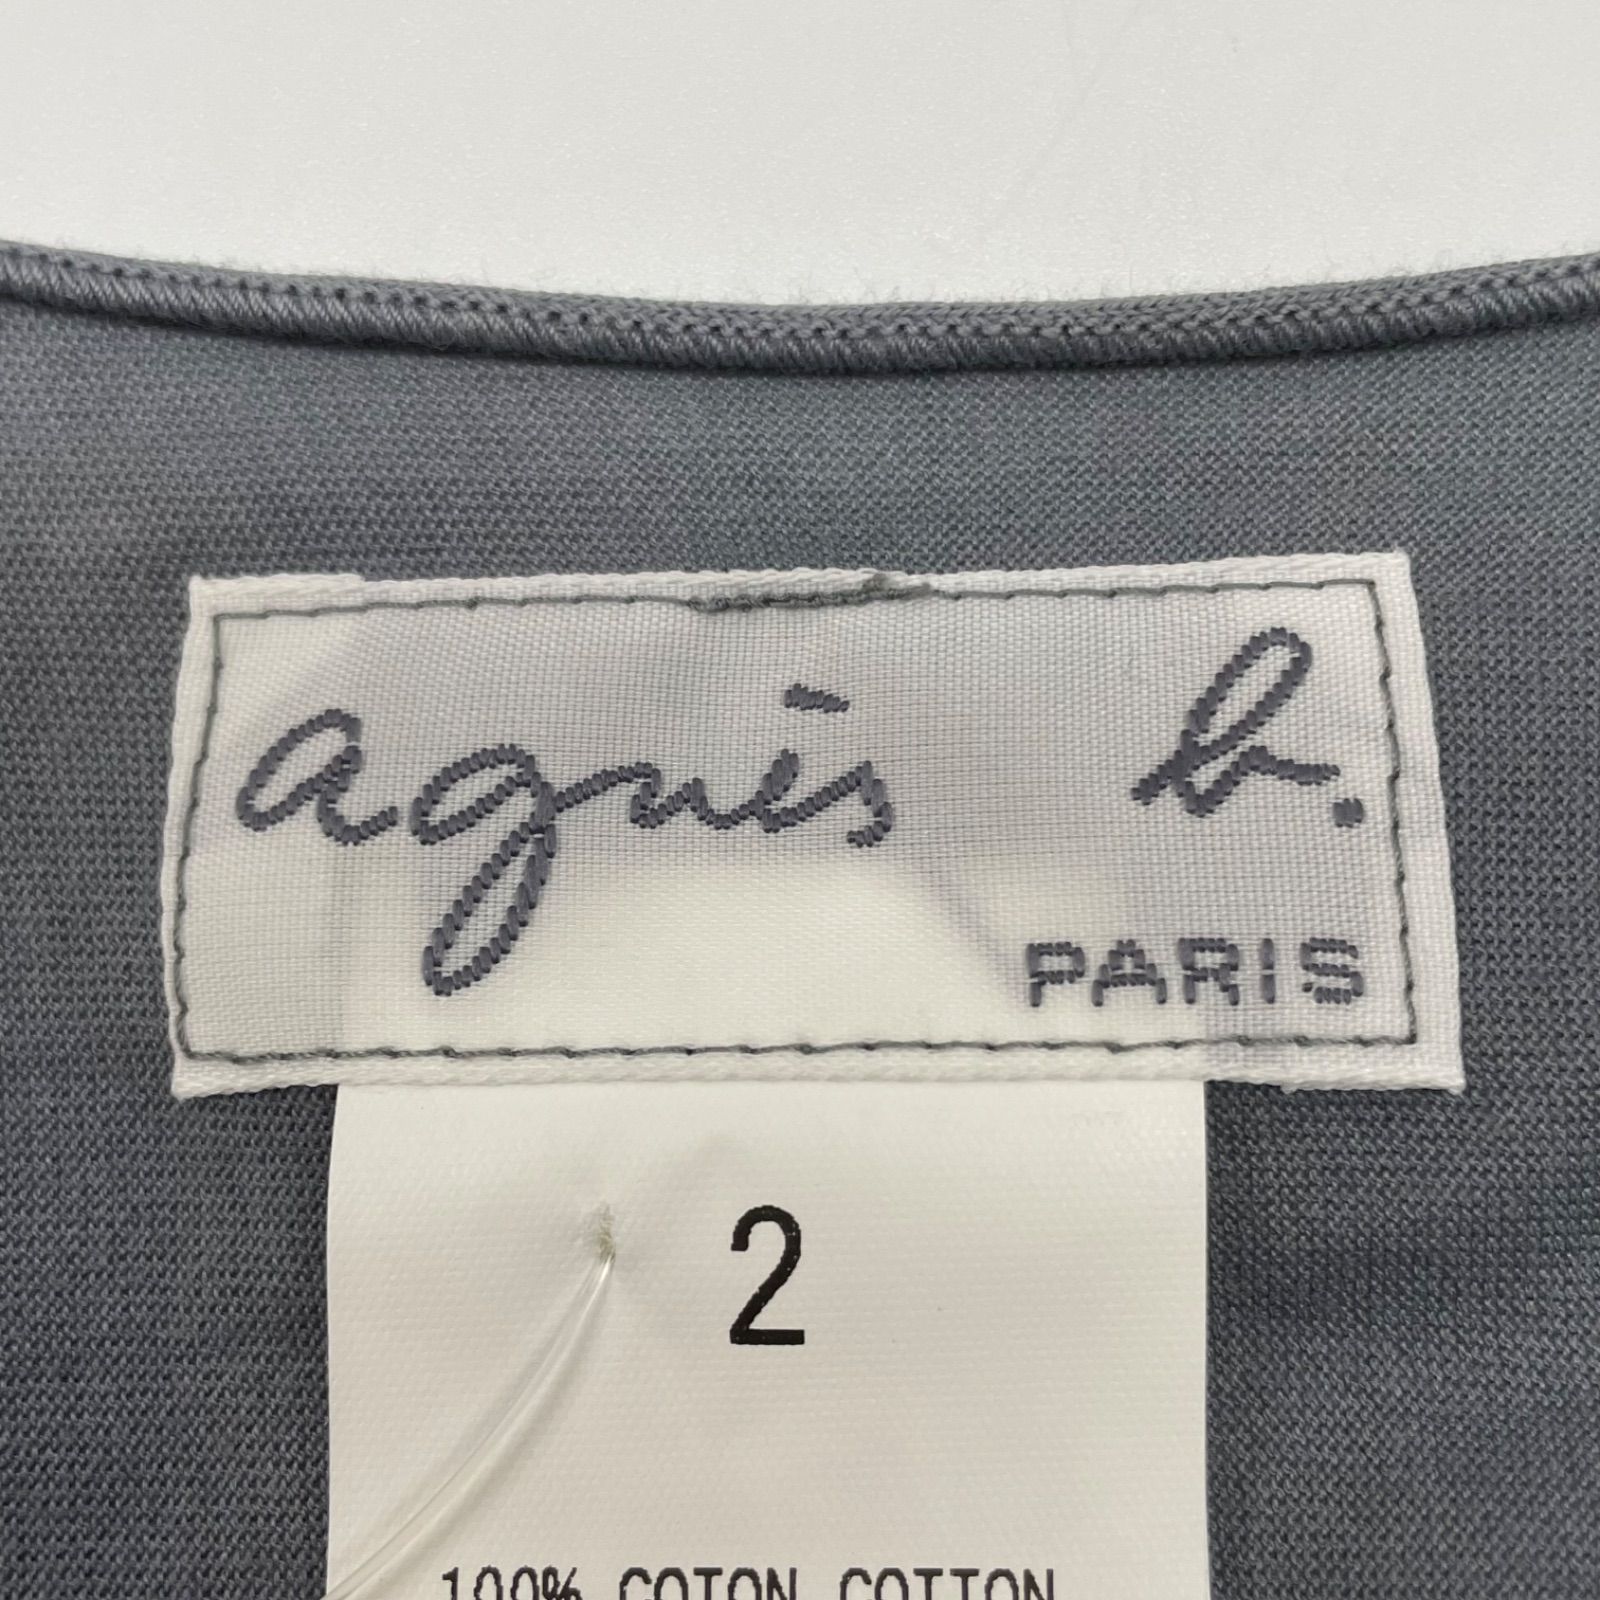 agnès b.
PARIS
2
100% COTON COTTON